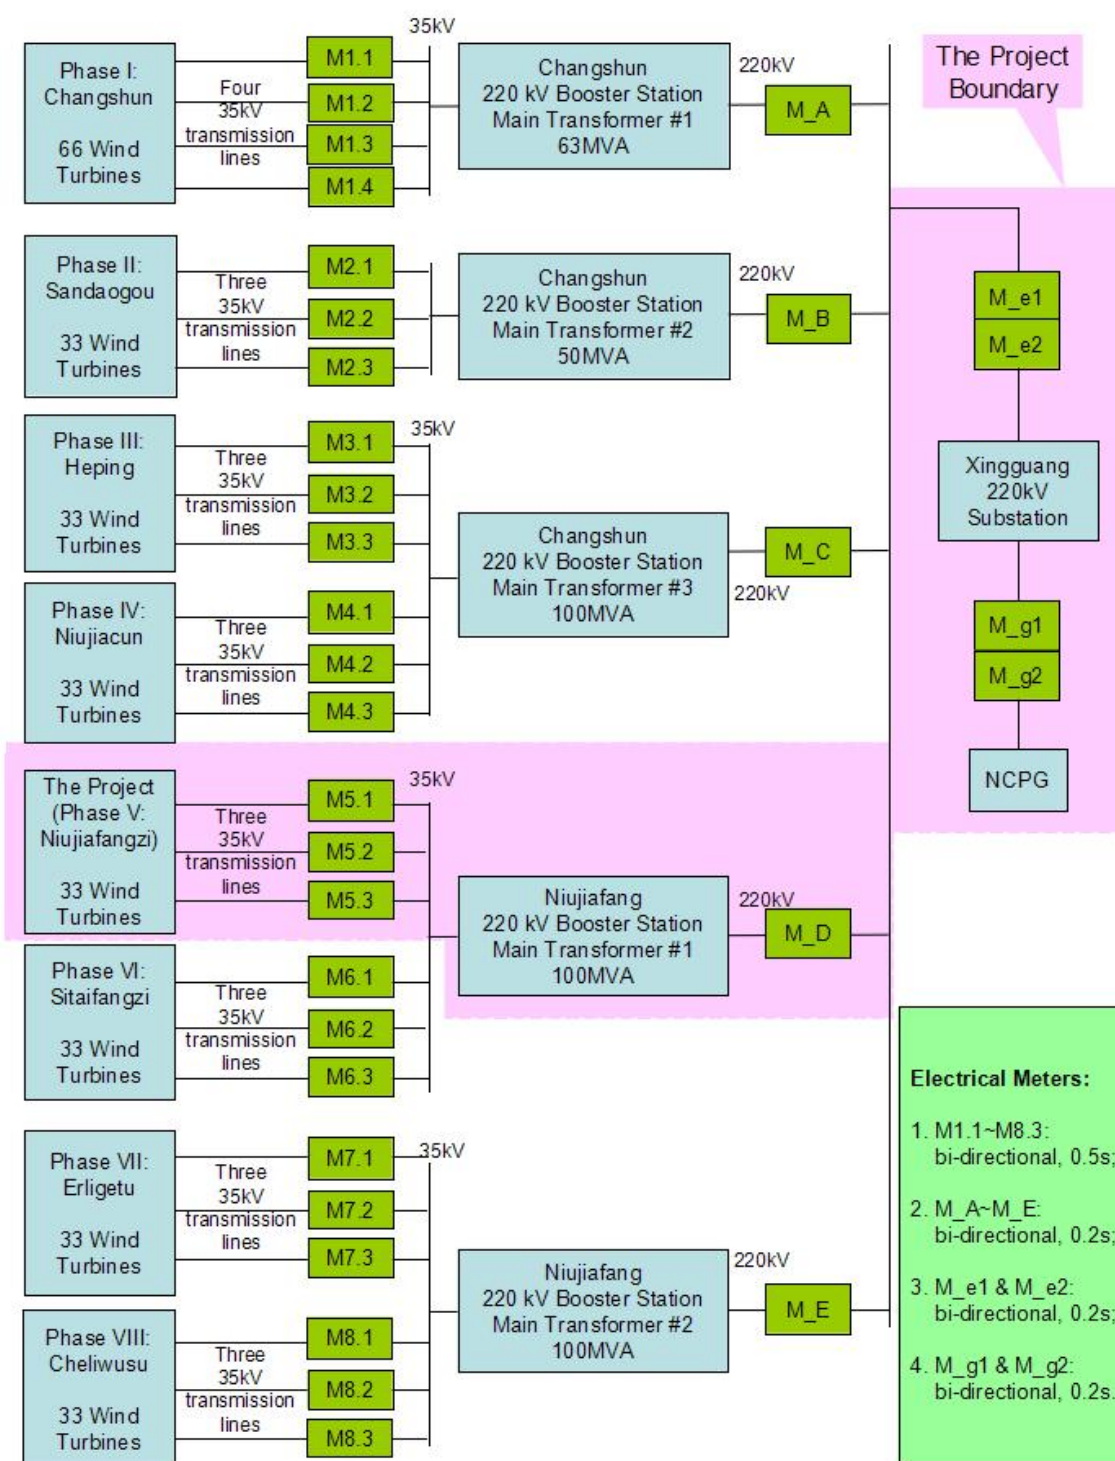 35kV
Phase I:
Changshun
66 Wind
Turbines
Four
35kV
transmission
lines
M1.1
M1.2
M1.3
M1.4
Changshun
220 kV Booster Station
Main Transformer #1
63MVA
220kV
M_A
The Project
Boundary
Phase II:
Sandaogou
33 Wind
Turbines
Three
35kV
transmission
lines
M2.1
M2.2
M2.3
Changshun
220 kV Booster Station
Main Transformer #2
50MVA
220kV
M_B
M_e1
M_e2
Xingguang
220kV
Substation
M_g1
M_g2
NCPG
Phase III:
Heping
33 Wind
Turbines
Three
35kV
transmission
lines
M3.1
M3.2
M3.3
35kV
Changshun
220 kV Booster Station
Main Transformer #3
100MVA
M_C
220kV
Phase IV:
Niujiacun
33 Wind
Turbines
Three
35kV
transmission
lines
M4.1
M4.2
M4.3
The Project
(Phase V:
Niujiafangzi)
33 Wind
Turbines
Three
35kV
transmission
lines
M5.1
M5.2
M5.3
35kV
Niujiafang
220 kV Booster Station
Main Transformer #1
100MVA
220kV
M_D
Phase VI:
Sitaifangzi
33 Wind
Turbines
Three
35kV
transmission
lines
M6.1
M6.2
M6.3
Phase VII:
Erligetu
33 Wind
Turbines
Three
35kV
transmission
lines
M7.1
M7.2
M7.3
35kV
Niujiafang
220 kV Booster Station
Main Transformer #2
100MVA
220kV
M_E
Phase VIII:
Cheliwusu
33 Wind
Turbines
Three
35kV
transmission
lines
M8.1
M8.2
M8.3
Electrical Meters:
1. M1.1~M8.3:
bi-directional, 0.5s;
2. M_A~M_E:
bi-directional, 0.2s;
3. M_e1 & M_e2:
bi-directional, 0.2s;
4. M_g1 & M_g2:
bi-directional, 0.2s.